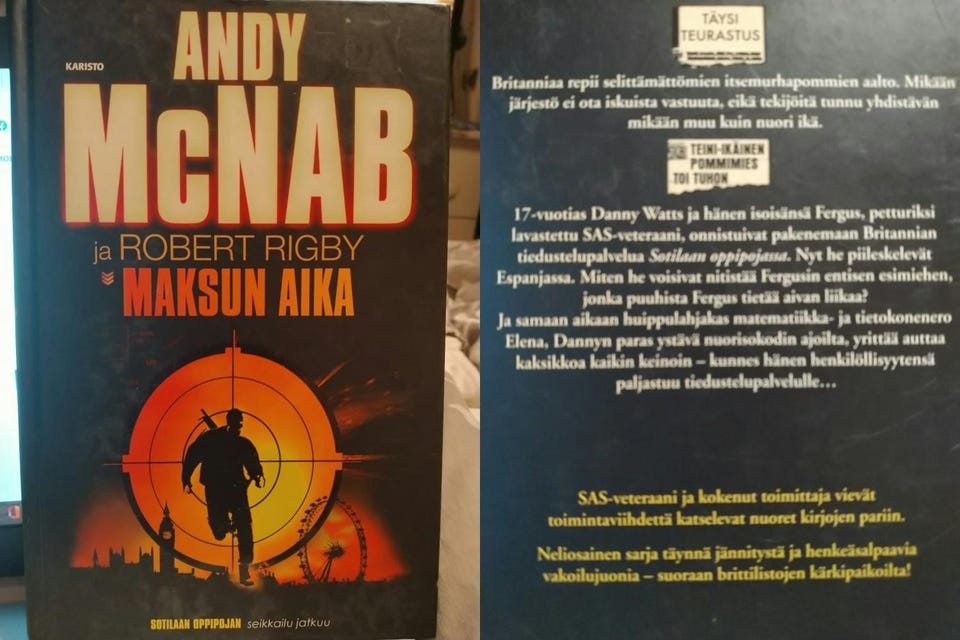 KARISTO
ANDY
McNAB
ja ROBERT RIGBY
MAKSUN AIKA
SOTILAAN OPPIPOJAN seikkailu jatkuu
TÄYSI
TEURASTUS
Britanniaa repii selittämättömien itsemurhapommien aalto. Mikään
järjestö ei ota iskuista vastuuta, eikä tekijöitä tunnu yhdistävän
mikään muu kuin nuori ikä.
TEINI-IKÄINEN
POMMIMIES
TOI TUHON
17-vuotias Danny Watts ja hänen isoisänsä Fergus, petturiksi
lavastettu SAS-veteraani, onnistuivat pakenemaan Britannian
tiedustelupalvelua Sotilaan oppipojassa. Nyt he piileskelevät
Espanjassa. Miten he voisivat nitistää Fergusin entisen esimiehen,
jonka puuhista Fergus tietää aivan liikaa?
Ja samaan aikaan huippulahjakas matematiikka- ja tietokonenero
Elena, Dannyn paras ystävä nuorisokodin ajoilta, yrittää auttaa
kaksikkoa kaikin keinoin – kunnes hänen henkilöllisyytensä
paljastuu tiedustelupalvelulle...
SAS-veteraani ja kokenut toimittaja vievät
toimintaviihdettä katselevat nuoret kirjojen pariin.
Neliosainen sarja täynnä jännitystä ja henkeäsalpaavia
vakoilujuonia – suoraan brittilistojen kärkipaikoilta!